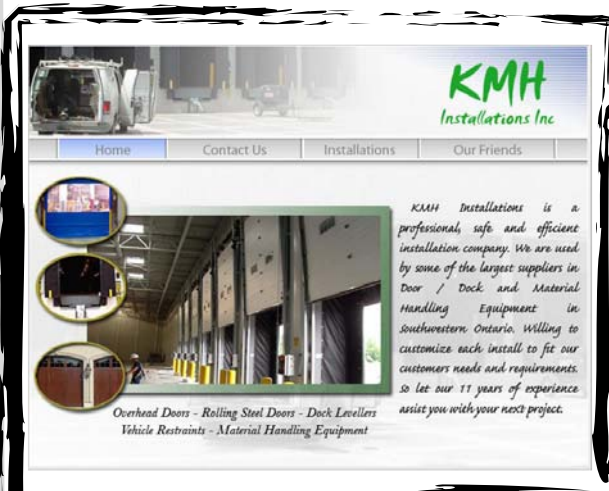 KMH
Installations Inc
Home Contact Us Installations Our Friends
KMH Installations is a
professional, safe and efficient
installation company. We are used
by some of the largest suppliers in
Door / Dock and Material
Handling Equipment in
Southwestern Ontario. Willing to
customize each install to fit our
customers needs and requirements.
So let our 11 years of experience
assist you with your next project.
Overhead Doors - Rolling Steel Doors - Dock Levellers
Vehicle Restraints - Material Handling Equipment